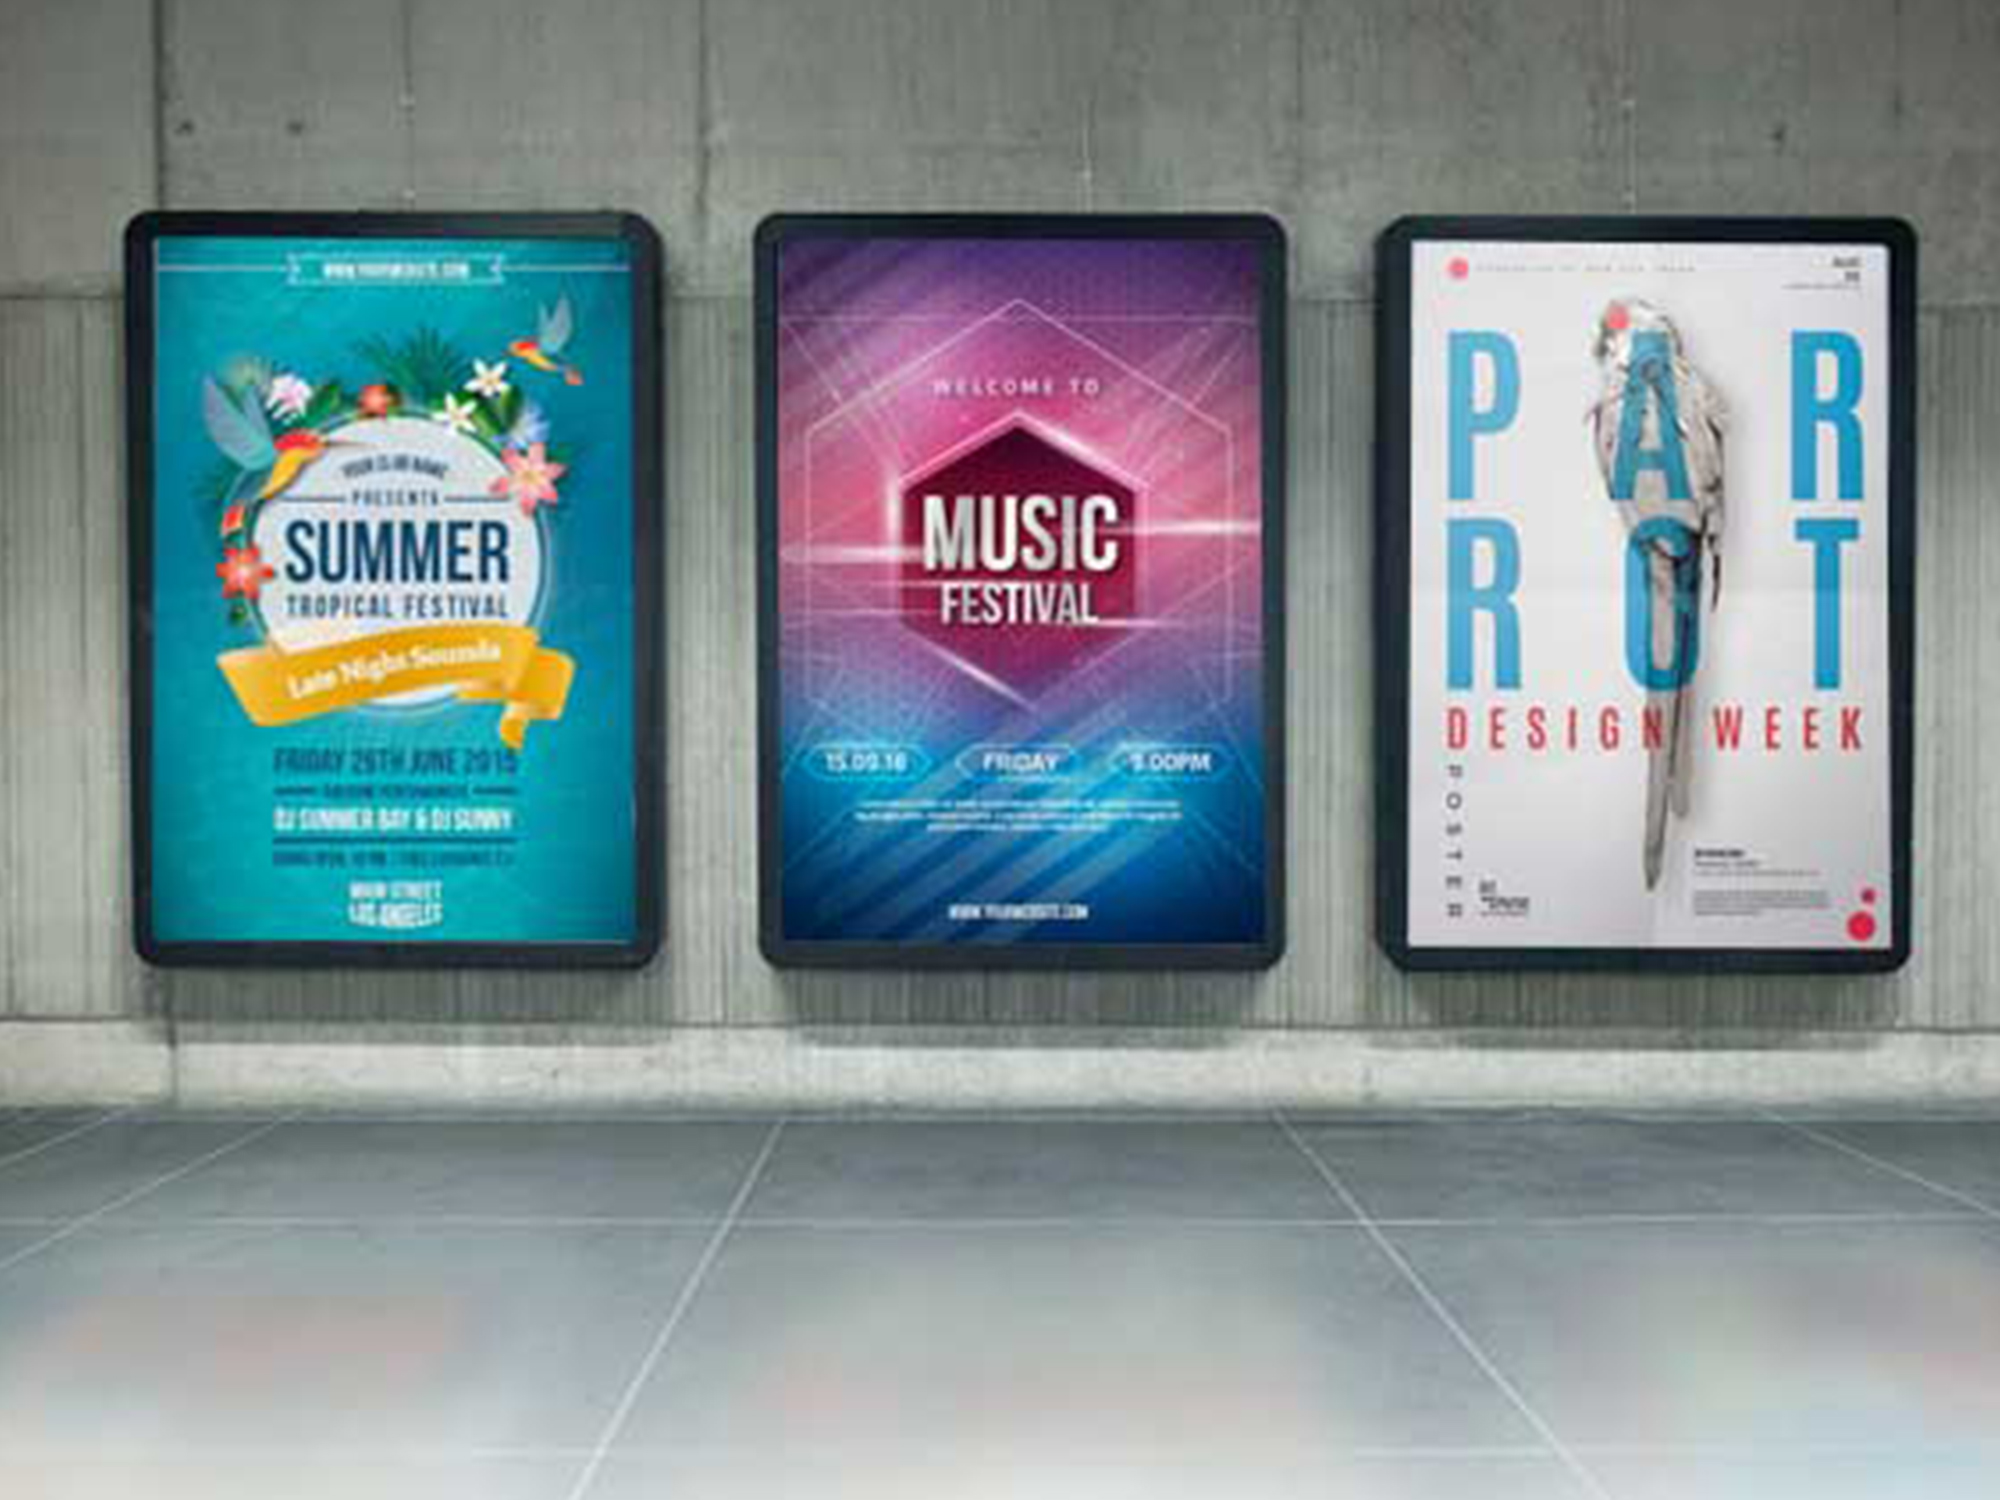 WWW.YOURWEBSITE.COM
YOUR CLUB NAME
PRESENTS
SUMMER
TROPICAL FESTIVAL
Late Night Sounds
FRIDAY 26TH JUNE 2015
DJ SUMMER BAY & DJ SUNNY
MAIN STREET
LOS ANGELES
WELCOME TO
MUSIC
FESTIVAL
15.09.16 FRIDAY 9.00PM
WWW.YOURWEBSITE.COM
PAR
ROT
DESIGN WEEK
POSTER